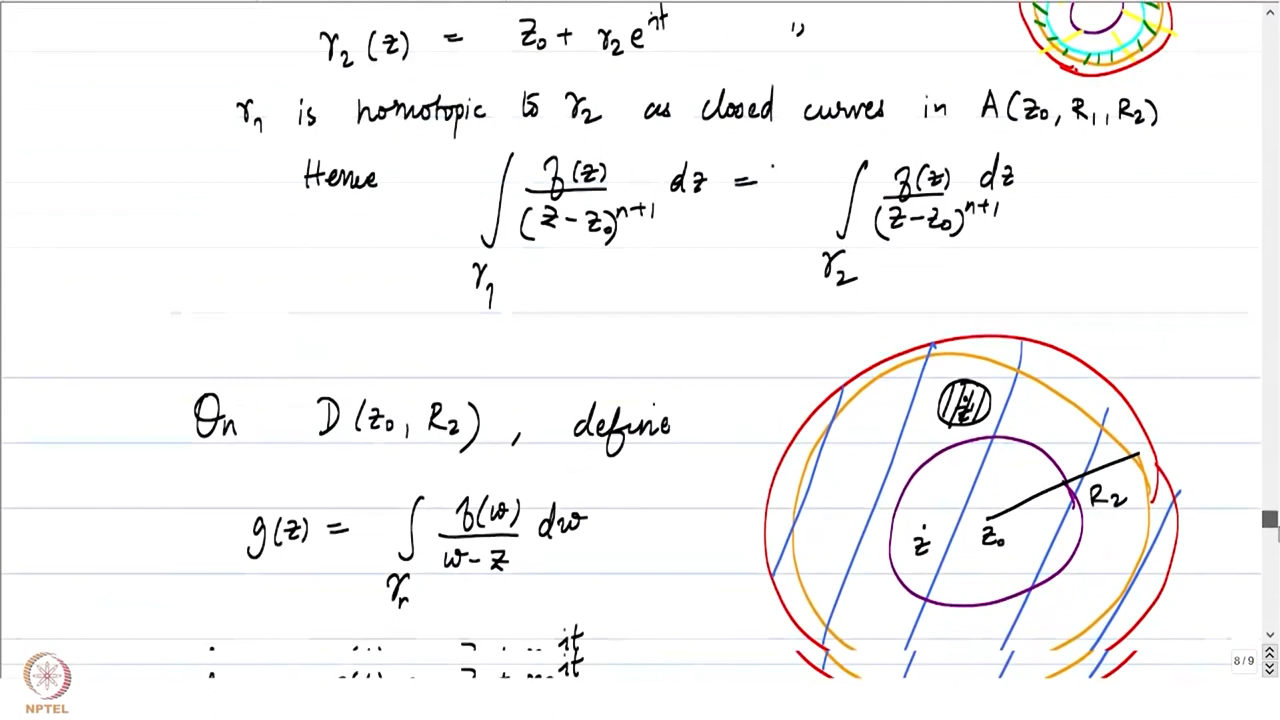 γ₂(z) = z₀ + r₂e^{it} ,,
γ₁ is homotopic to γ₂ as closed curves in A(z₀, R₁, R₂)
Hence ∫_{γ₁} f(z)/(z-z₀)^{n+1} dz = ∫_{γ₂} f(z)/(z-z₀)^{n+1} dz
On D(z₀, R₂), define
g(z) = ∫_{γᵣ} f(w)/(w-z) dw
z
z
z₀
R₂
8/9
NPTEL